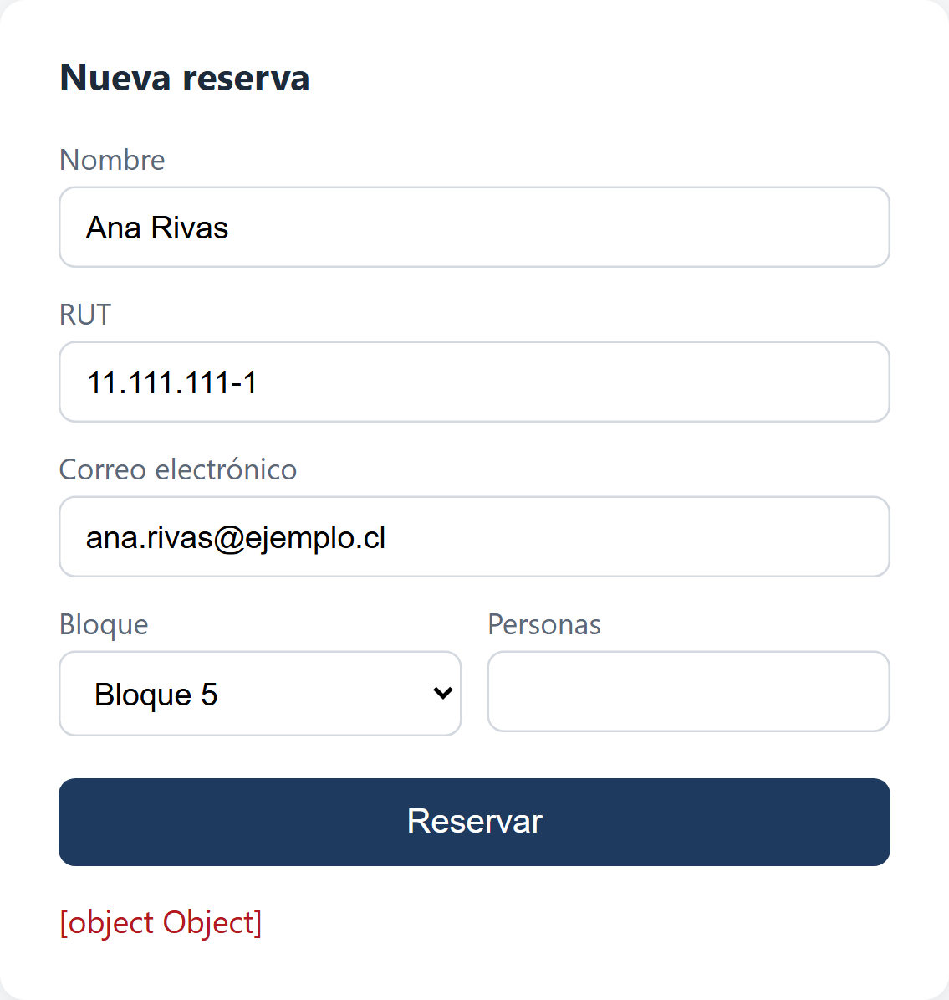 Nueva reserva
Nombre
Ana Rivas
RUT
11.111.111-1
Correo electrónico
ana.rivas@ejemplo.cl
Bloque Personas
Bloque 5
Reservar
[object Object]